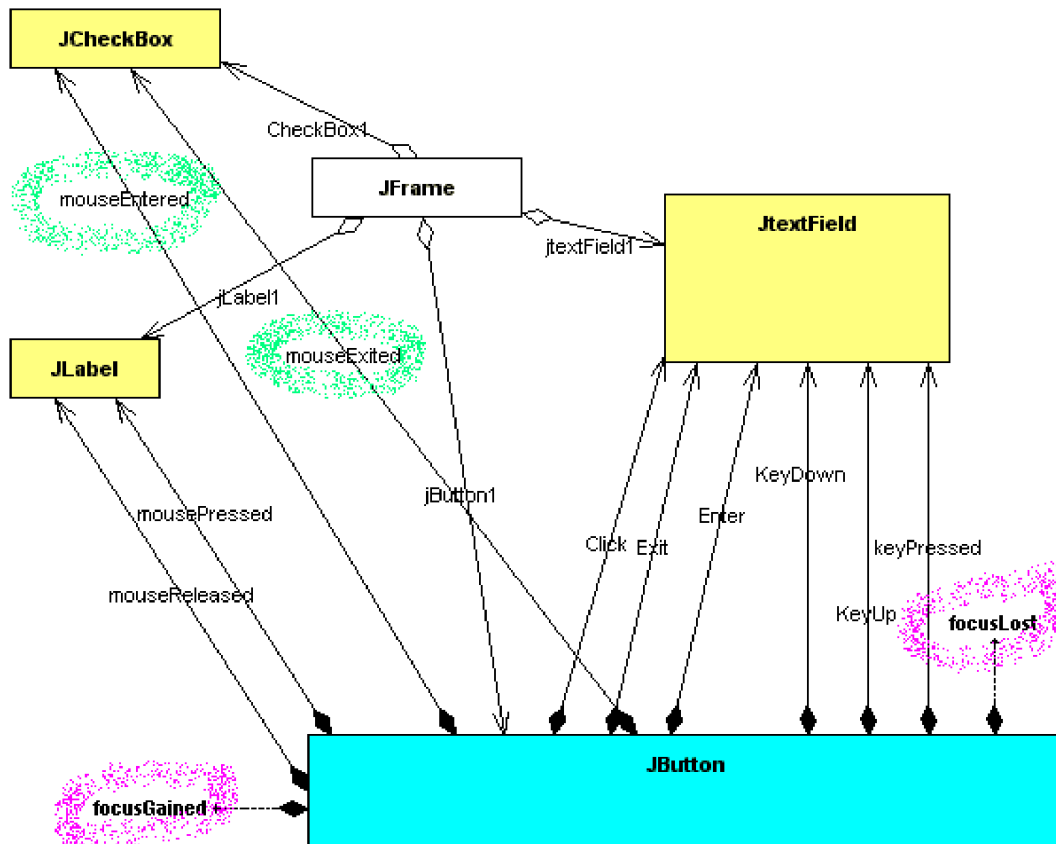 JCheckBox
CheckBox1
JFrame
mouseEntered
JtextField
jtextField1
jLabel1
mouseExited
JLabel
KeyDown
jButton1
mousePressed
Enter
Click
Exit
keyPressed
mouseReleased
KeyUp
focusLost
JButton
focusGained